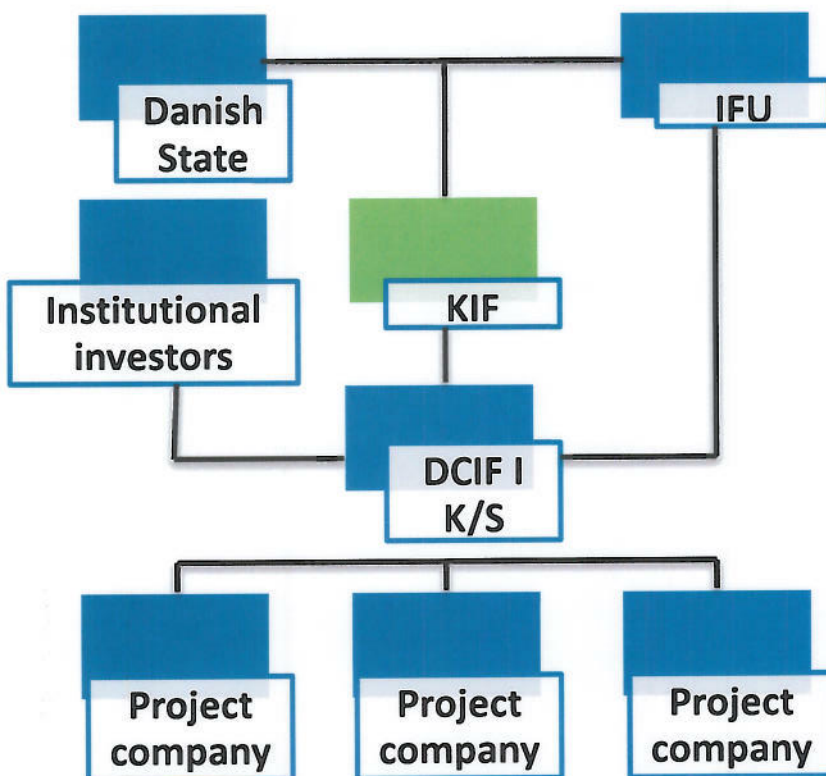 Danish
State
IFU
Institutional
investors
KIF
DCIF I
K/S
Project
company
Project
company
Project
company